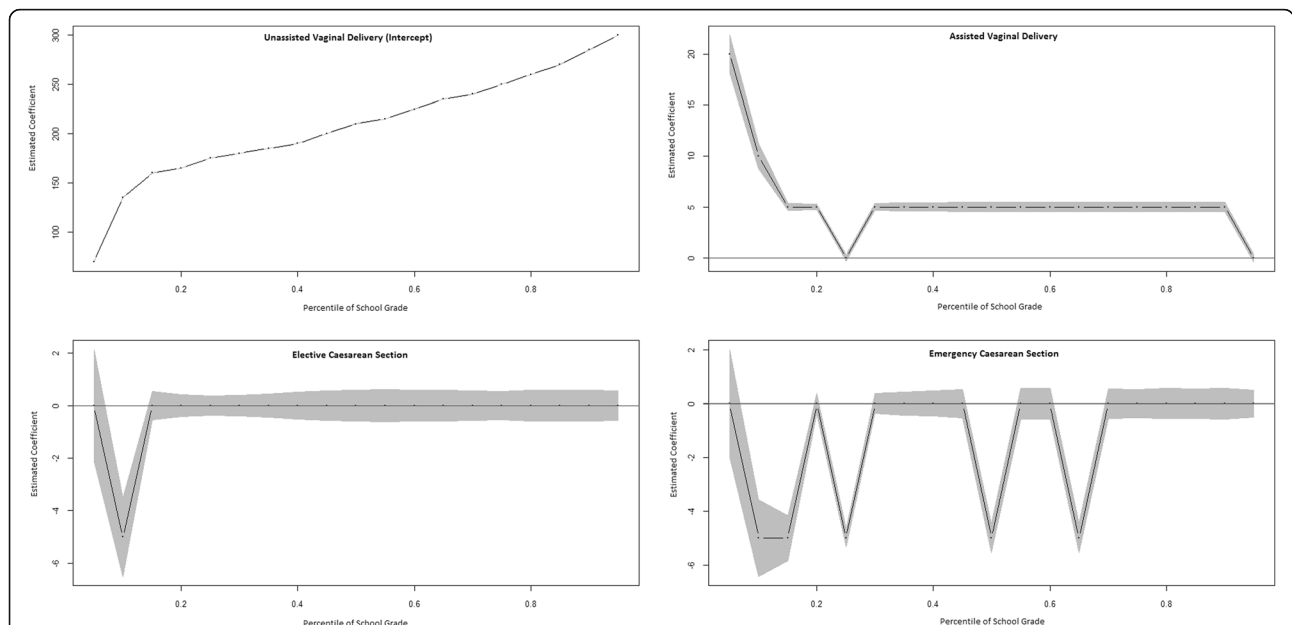 Unassisted Vaginal Delivery (Intercept)
Estimated Coefficient
300
250
200
150
100
0.2 0.4 0.6 0.8
Percentile of School Grade
Assisted Vaginal Delivery
Estimated Coefficient
20
15
10
5
0
0.2 0.4 0.6 0.8
Percentile of School Grade
Elective Caesarean Section
Estimated Coefficient
2
0
-2
-4
-6
0.2 0.4 0.6 0.8
Percentile of School Grade
Emergency Caesarean Section
Estimated Coefficient
2
0
-2
-4
-6
0.2 0.4 0.6 0.8
Percentile of School Grade